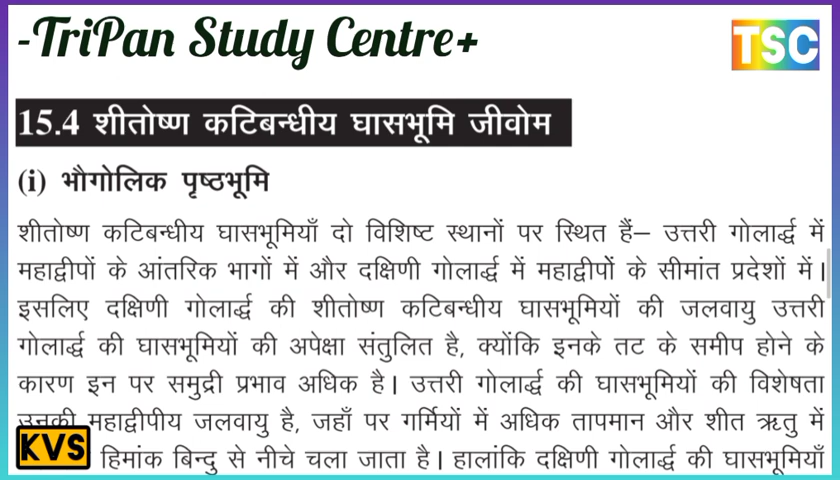 -TriPan Study Centre+
TSC
15.4 शीतोष्ण कटिबन्धीय घासभूमि जीवोम
(i) भौगोलिक पृष्ठभूमि
शीतोष्ण कटिबन्धीय घासभूमियाँ दो विशिष्ट स्थानों पर स्थित हैं– उत्तरी गोलार्द्ध में
महाद्वीपों के आंतरिक भागों में और दक्षिणी गोलार्द्ध में महाद्वीपों के सीमांत प्रदेशों में।
इसलिए दक्षिणी गोलार्द्ध की शीतोष्ण कटिबन्धीय घासभूमियों की जलवायु उत्तरी
गोलार्द्ध की घासभूमियों की अपेक्षा संतुलित है, क्योंकि इनके तट के समीप होने के
कारण इन पर समुद्री प्रभाव अधिक है। उत्तरी गोलार्द्ध की घासभूमियों की विशेषता
उनकी महाद्वीपीय जलवायु है, जहाँ पर गर्मियों में अधिक तापमान और शीत ऋतु में
KVS हिमांक बिन्दु से नीचे चला जाता है। हालांकि दक्षिणी गोलार्द्ध की घासभूमियाँ